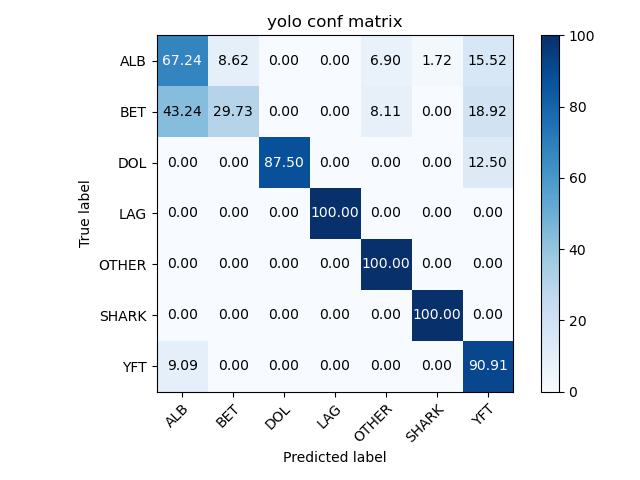 yolo conf matrix
ALB 67.24 8.62 0.00 0.00 6.90 1.72 15.52
BET 43.24 29.73 0.00 0.00 8.11 0.00 18.92
DOL 0.00 0.00 87.50 0.00 0.00 0.00 12.50
LAG 0.00 0.00 0.00 100.00 0.00 0.00 0.00
OTHER 0.00 0.00 0.00 0.00 100.00 0.00 0.00
SHARK 0.00 0.00 0.00 0.00 0.00 100.00 0.00
YFT 9.09 0.00 0.00 0.00 0.00 0.00 90.91
ALB BET DOL LAG OTHER SHARK YFT
True label
Predicted label
100
80
60
40
20
0